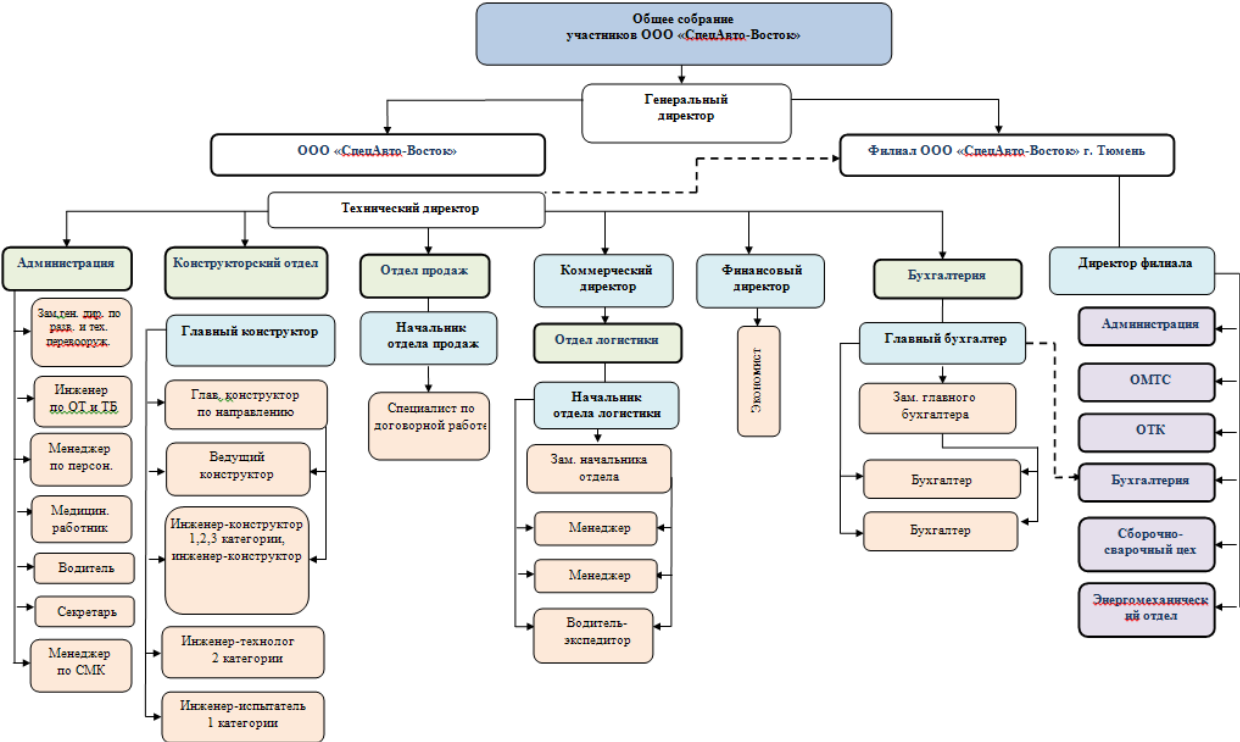 Общее собрание
участников ООО «СпецАвто-Восток»
Генеральный
директор
ООО «СпецАвто-Восток»
Филиал ООО «СпецАвто-Восток» г. Тюмень
Технический директор
Администрация
Зам.ген. дир. по
разв. и тех.
перевооруж.
Инженер
по ОТ и ТБ
Менеджер
по персон.
Медицин.
работник
Водитель
Секретарь
Менеджер
по СМК
Конструкторский отдел
Главный конструктор
Глав. конструктор
по направлению
Ведущий
конструктор
Инженер-конструктор
1,2,3 категории,
инженер-конструктор
Инженер-технолог
2 категории
Инженер-испытатель
1 категории
Отдел продаж
Начальник
отдела продаж
Специалист по
договорной работе
Коммерческий
директор
Отдел логистики
Начальник
отдела логистики
Зам. начальника
отдела
Менеджер
Менеджер
Водитель-
экспедитор
Финансовый
директор
Экономист
Бухгалтерия
Главный бухгалтер
Зам. главного
бухгалтера
Бухгалтер
Бухгалтер
Директор филиала
Администрация
ОМТС
ОТК
Бухгалтерия
Сборочно-
сварочный цех
Энергомеханическ
ий отдел